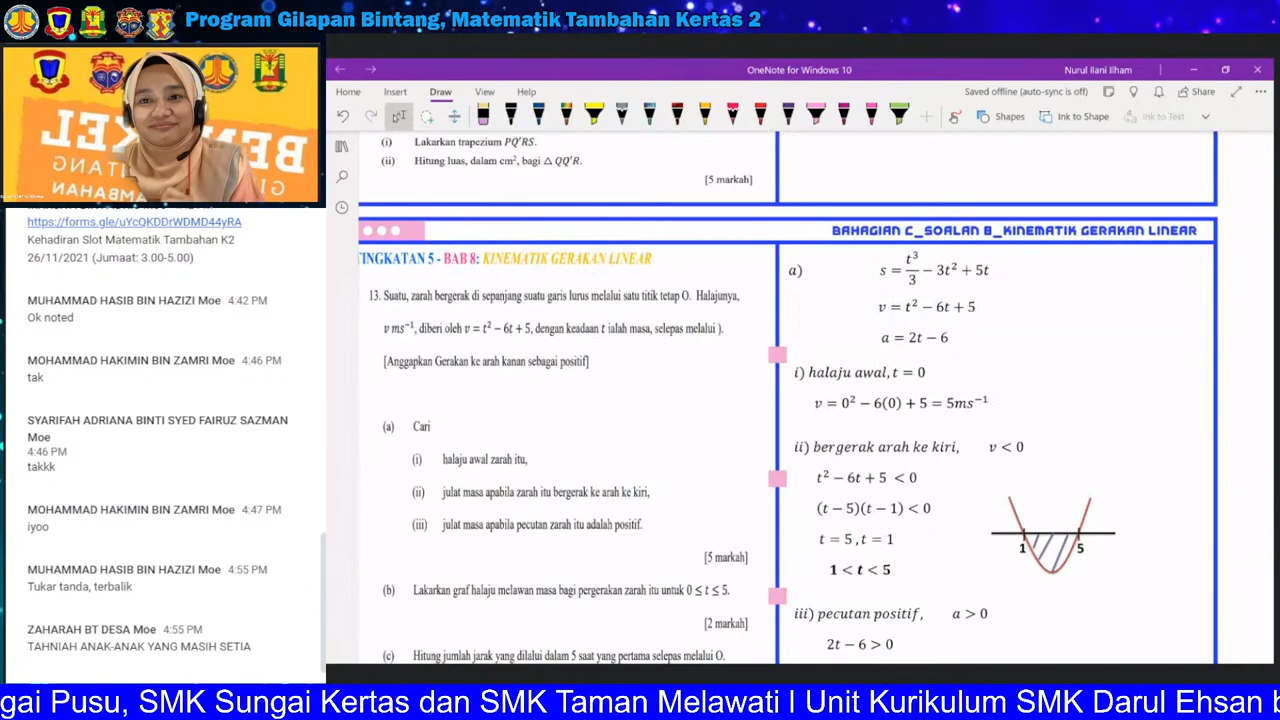 Program Gilapan Bintang, Matematik Tambahan Kertas 2
OneNote for Windows 10
Nurul Ilani Ilham
Home Insert Draw View Help
Saved offline (auto-sync is off)
Share
Shapes
Ink to Shape
Ink to Text
BEN KEL
GI NTANG
TAMBAHAN
https://forms.gle/uYcQKDDrWDMD44yRA
Kehadiran Slot Matematik Tambahan K2
26/11/2021 (Jumaat: 3.00-5.00)
MUHAMMAD HASIB BIN HAZIZI Moe 4:42 PM
Ok noted
MOHAMMAD HAKIMIN BIN ZAMRI Moe 4:46 PM
tak
SYARIFAH ADRIANA BINTI SYED FAIRUZ SAZMAN
Moe
4:46 PM
takkk
MOHAMMAD HAKIMIN BIN ZAMRI Moe 4:47 PM
iyoo
MUHAMMAD HASIB BIN HAZIZI Moe 4:55 PM
Tukar tanda, terbalik
ZAHARAH BT DESA Moe 4:55 PM
TAHNIAH ANAK-ANAK YANG MASIH SETIA
(i) Lakarkan trapezium PQ'RS.
(ii) Hitung luas, dalam cm², bagi △ QQ'R.
[5 markah]
BAHAGIAN C_SOALAN 8_KINEMATIK GERAKAN LINEAR
TINGKATAN 5 - BAB 8: KINEMATIK GERAKAN LINEAR
13. Suatu, zarah bergerak di sepanjang suatu garis lurus melalui satu titik tetap O. Halajunya,
v ms⁻¹, diberi oleh v = t² − 6t + 5, dengan keadaan t ialah masa, selepas melalui ).
[Anggapkan Gerakan ke arah kanan sebagai positif]
(a) Cari
(i) halaju awal zarah itu,
(ii) julat masa apabila zarah itu bergerak ke arah ke kiri,
(iii) julat masa apabila pecutan zarah itu adalah positif.
[5 markah]
(b) Lakarkan graf halaju melawan masa bagi pergerakan zarah itu untuk 0 ≤ t ≤ 5.
[2 markah]
(c) Hitung jumlah jarak yang dilalui dalam 5 saat yang pertama selepas melalui O.
a) s = t³/3 − 3t² + 5t
v = t² − 6t + 5
a = 2t − 6
i) halaju awal, t = 0
v = 0² − 6(0) + 5 = 5ms⁻¹
ii) bergerak arah ke kiri, v < 0
t² − 6t + 5 < 0
(t − 5)(t − 1) < 0
t = 5 , t = 1
1 < t < 5
1 5
iii) pecutan positif, a > 0
2t − 6 > 0
gai Pusu, SMK Sungai Kertas dan SMK Taman Melawati l Unit Kurikulum SMK Darul Ehsan b